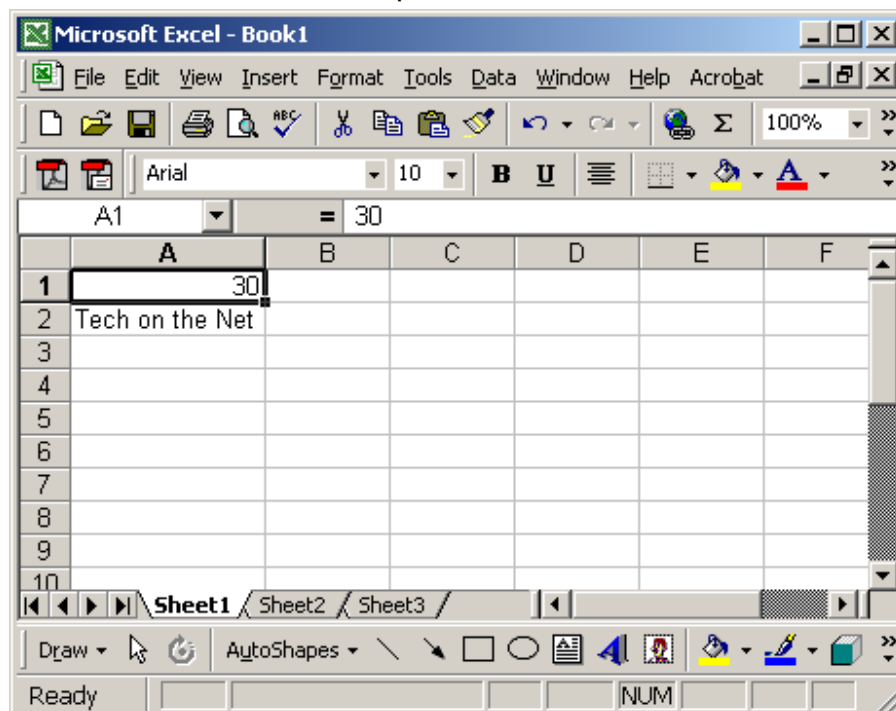 Microsoft Excel - Book1
File Edit View Insert Format Tools Data Window Help Acrobat
ABC Σ 100% »
Arial 10 B U A »
A1 = 30
A B C D E F
1 30
2 Tech on the Net
3
4
5
6
7
8
9
10
Sheet1 Sheet2 Sheet3
Draw AutoShapes A »
Ready NUM